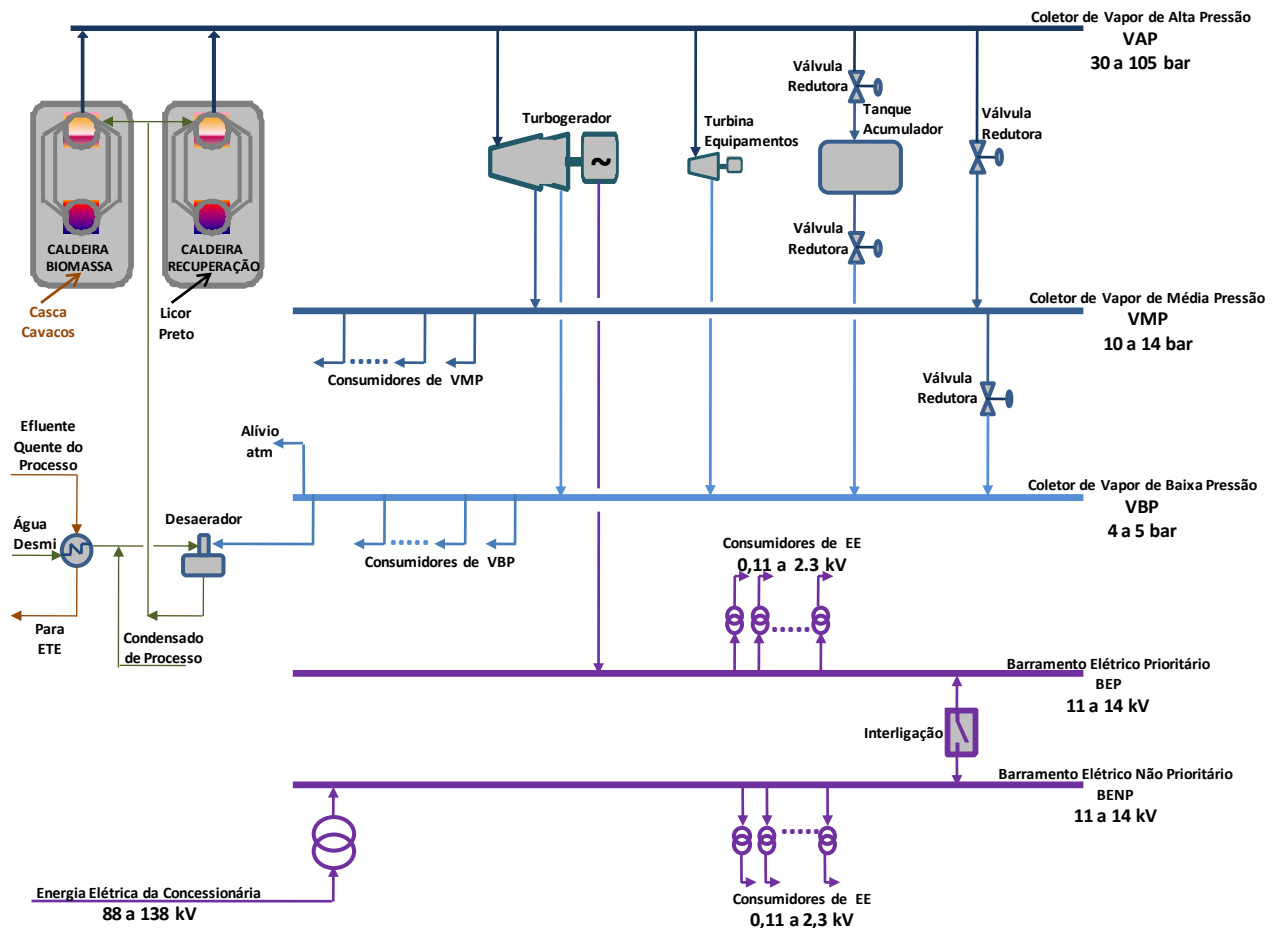 Coletor de Vapor de Alta Pressão
VAP
30 a 105 bar
Válvula
Redutora
Tanque
Acumulador
Válvula
Redutora
Turbogerador
Turbina
Equipamentos
~
Válvula
Redutora
CALDEIRA
BIOMASSA
CALDEIRA
RECUPERAÇÃO
Casca
Cavacos
Licor
Preto
Coletor de Vapor de Média Pressão
VMP
10 a 14 bar
Consumidores de VMP
Válvula
Redutora
Efluente
Quente do
Processo
Alívio
atm
Coletor de Vapor de Baixa Pressão
VBP
4 a 5 bar
Água
Desmi
Desaerador
Consumidores de VBP
Consumidores de EE
0,11 a 2.3 kV
Para
ETE
Condensado
de Processo
Barramento Elétrico Prioritário
BEP
11 a 14 kV
Interligação
Barramento Elétrico Não Prioritário
BENP
11 a 14 kV
Energia Elétrica da Concessionária
88 a 138 kV
Consumidores de EE
0,11 a 2,3 kV